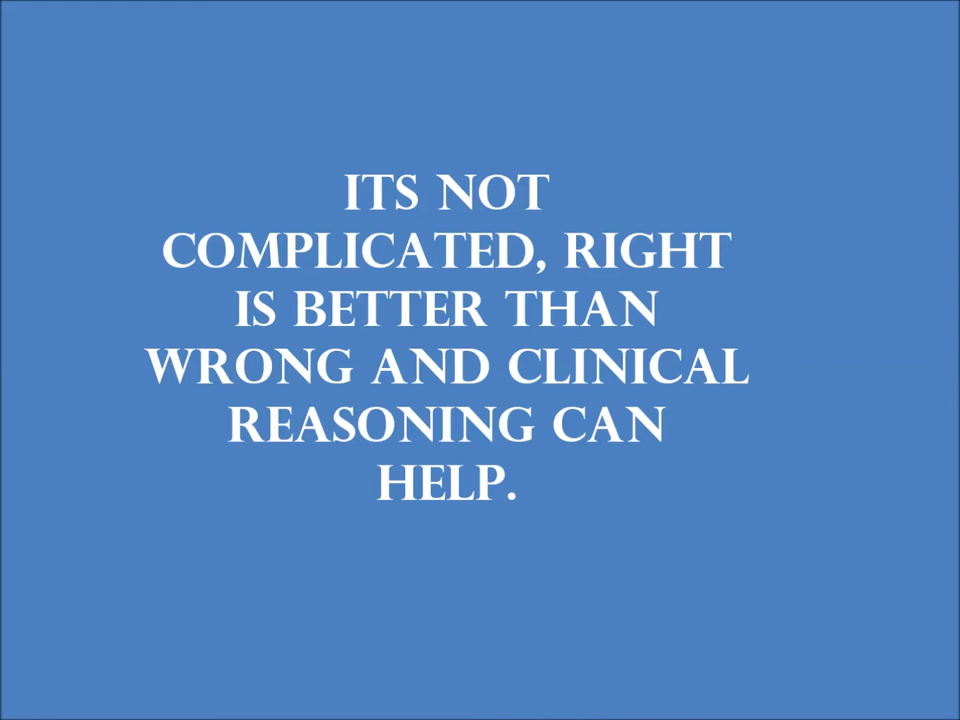 ITS NOT
COMPLICATED, RIGHT
IS BETTER THAN
WRONG AND CLINICAL
REASONING CAN
HELP.